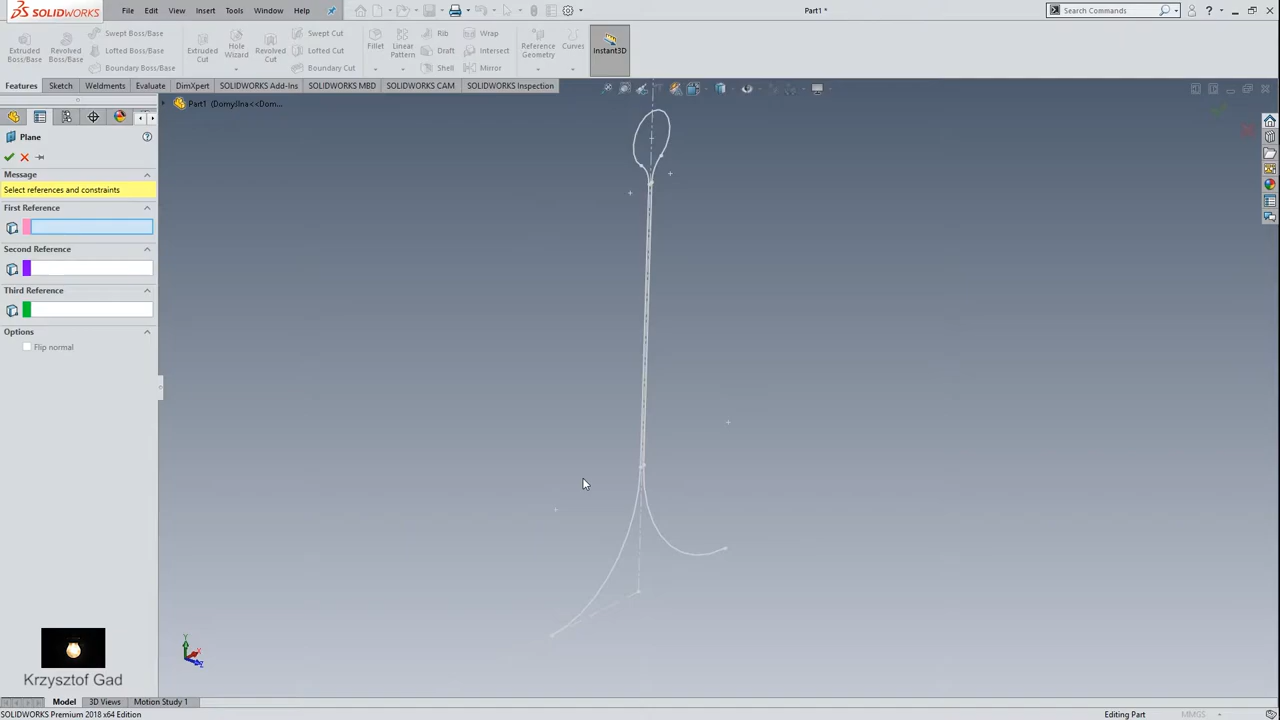 SOLIDWORKS File Edit View Insert Tools Window Help Part1 * Search Commands ?
Extruded Boss/Base Revolved Boss/Base Swept Boss/Base Lofted Boss/Base Boundary Boss/Base Extruded Cut Hole Wizard Revolved Cut Swept Cut Lofted Cut Boundary Cut Fillet Linear Pattern Rib Draft Shell Wrap Intersect Mirror Reference Geometry Curves Instant3D
Features Sketch Weldments Evaluate DimXpert SOLIDWORKS Add-Ins SOLIDWORKS MBD SOLIDWORKS CAM SOLIDWORKS Inspection
Part1 (Domyślna<<Dom...
Plane
Message
Select references and constraints
First Reference
Second Reference
Third Reference
Options
Flip normal
Y
Krzysztof Gad
Model 3D Views Motion Study 1
SOLIDWORKS Premium 2018 x64 Edition Editing Part MMGS